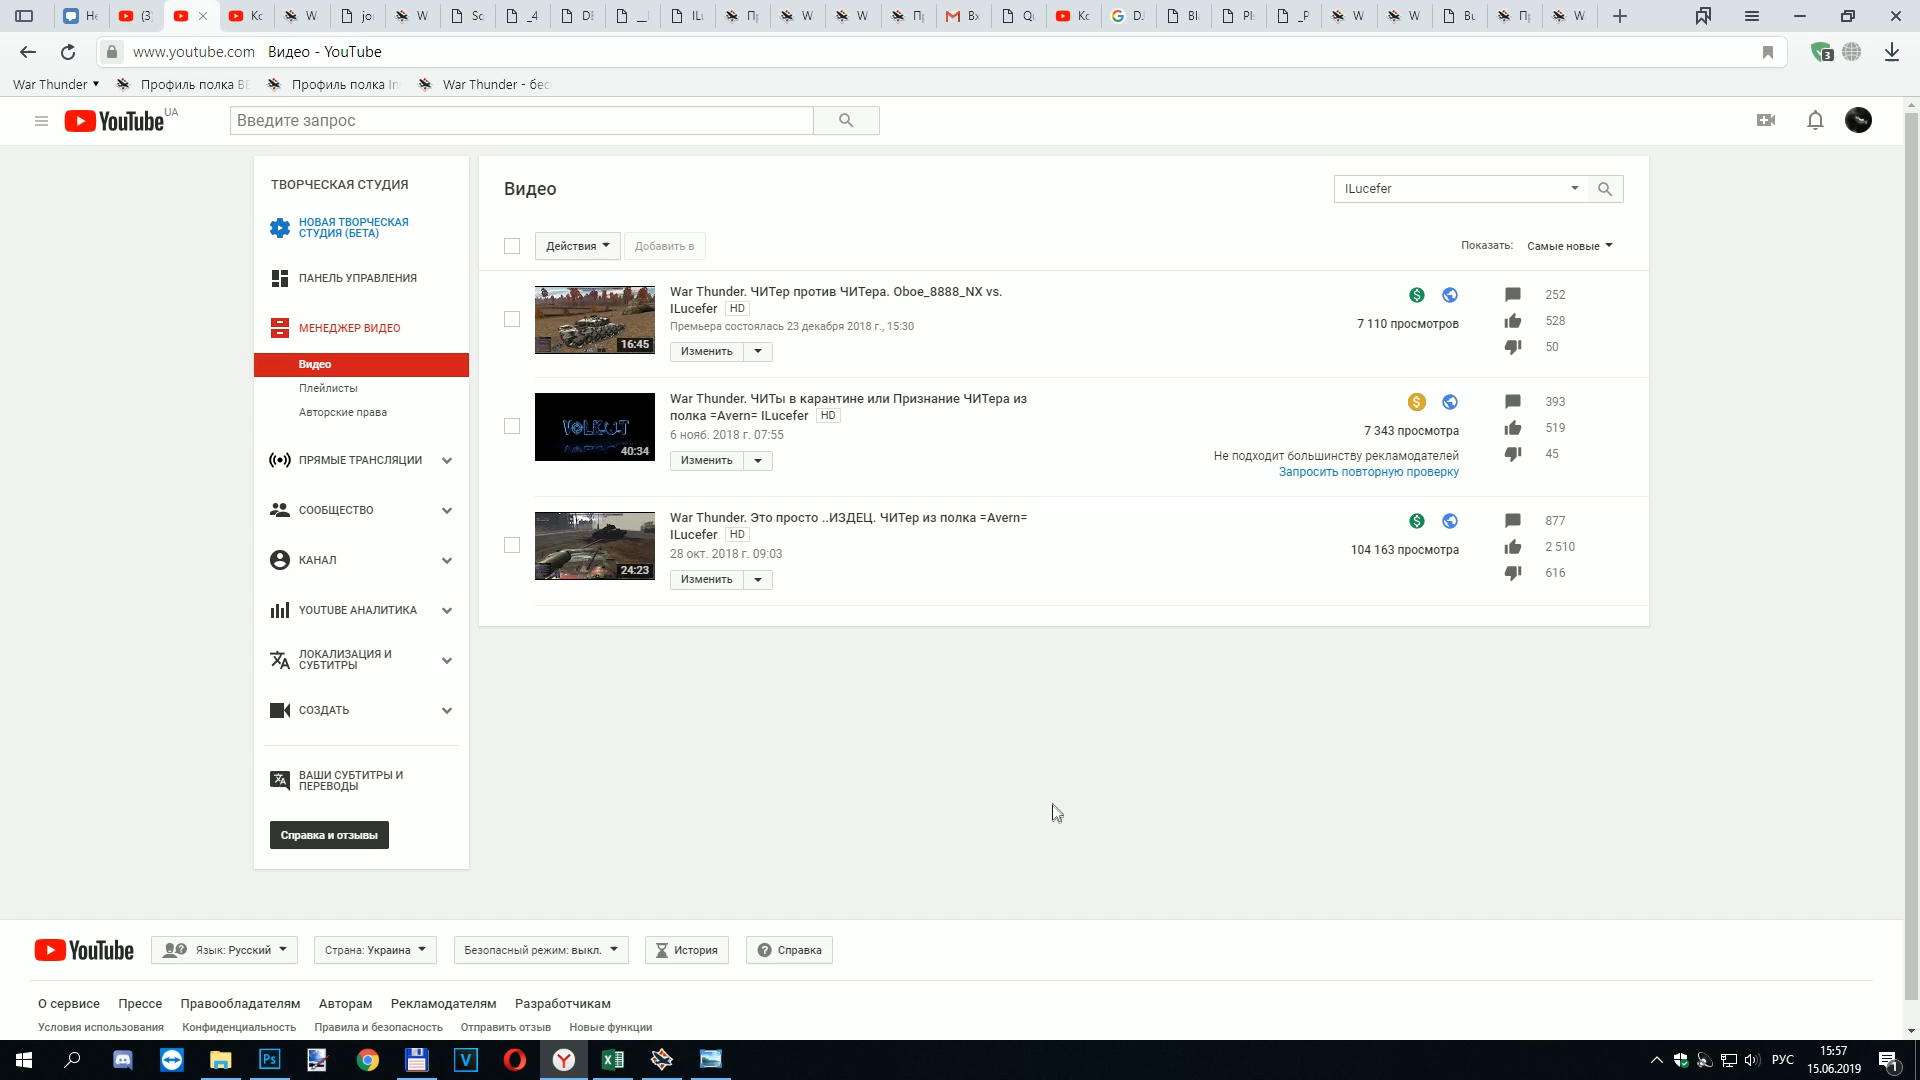 www.youtube.com Видео - YouTube
3
War Thunder
Профиль полка
Профиль полка
War Thunder - бес
YouTube UA
Введите запрос
ТВОРЧЕСКАЯ СТУДИЯ
НОВАЯ ТВОРЧЕСКАЯ
СТУДИЯ (БЕТА)
ПАНЕЛЬ УПРАВЛЕНИЯ
МЕНЕДЖЕР ВИДЕО
Видео
Плейлисты
Авторские права
ПРЯМЫЕ ТРАНСЛЯЦИИ
СООБЩЕСТВО
КАНАЛ
YOUTUBE АНАЛИТИКА
ЛОКАЛИЗАЦИЯ И
СУБТИТРЫ
СОЗДАТЬ
ВАШИ СУБТИТРЫ И
ПЕРЕВОДЫ
Справка и отзывы
Видео
ILucefer
Действия
Добавить в
Показать: Самые новые
16:45
War Thunder. ЧИТер против ЧИТера. Oboe_8888_NX vs.
ILucefer HD
Премьера состоялась 23 декабря 2018 г., 15:30
Изменить
7 110 просмотров
252
528
50
VOLKUT
40:34
War Thunder. ЧИТы в карантине или Признание ЧИТера из
полка =Avern= ILucefer HD
6 нояб. 2018 г. 07:55
Изменить
7 343 просмотра
Не подходит большинству рекламодателей
Запросить повторную проверку
393
519
45
24:23
War Thunder. Это просто ..ИЗДЕЦ. ЧИТер из полка =Avern=
ILucefer HD
28 окт. 2018 г. 09:03
Изменить
104 163 просмотра
877
2 510
616
YouTube
Язык: Русский
Страна: Украина
Безопасный режим: выкл.
История
Справка
О сервисе Прессе Правообладателям Авторам Рекламодателям Разработчикам
Условия использования Конфиденциальность Правила и безопасность Отправить отзыв Новые функции
Ps
РУС
15:57
15.06.2019
1